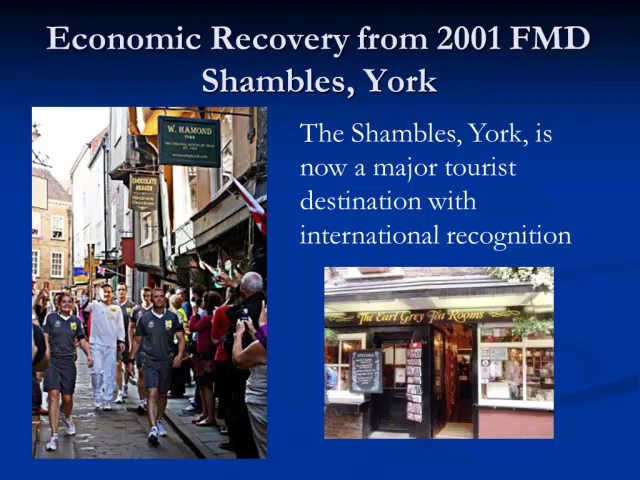 Economic Recovery from 2001 FMD
Shambles, York
The Shambles, York, is
now a major tourist
destination with
international recognition
W. HAMOND
CHOCOLATE
HEAVEN
The Earl Grey Tea Rooms